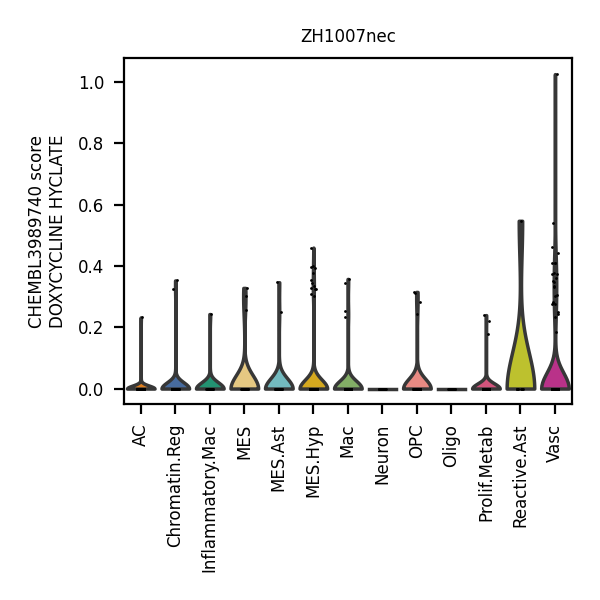 ZH1007nec
CHEMBL3989740 score
DOXYCYCLINE HYCLATE
1.0
0.8
0.6
0.4
0.2
0.0
AC
Chromatin.Reg
Inflammatory.Mac
MES
MES.Ast
MES.Hyp
Mac
Neuron
OPC
Oligo
Prolif.Metab
Reactive.Ast
Vasc